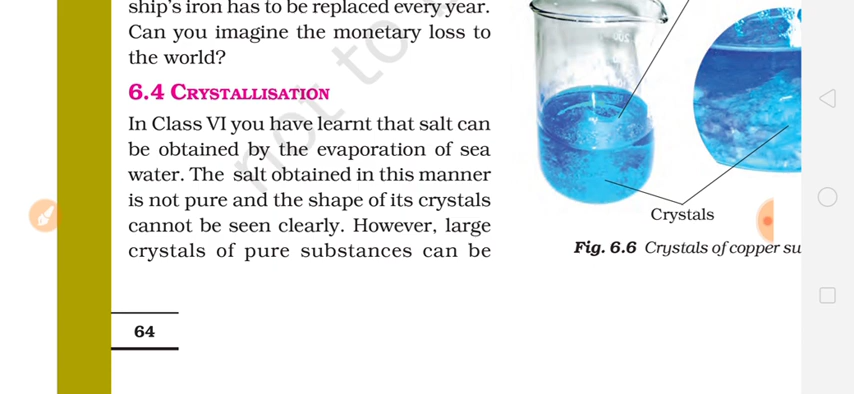 ship's iron has to be replaced every year.
Can you imagine the monetary loss to
the world?
6.4 CRYSTALLISATION
In Class VI you have learnt that salt can
be obtained by the evaporation of sea
water. The salt obtained in this manner
is not pure and the shape of its crystals
cannot be seen clearly. However, large
crystals of pure substances can be
64
Crystals
Fig. 6.6 Crystals of copper su
not to